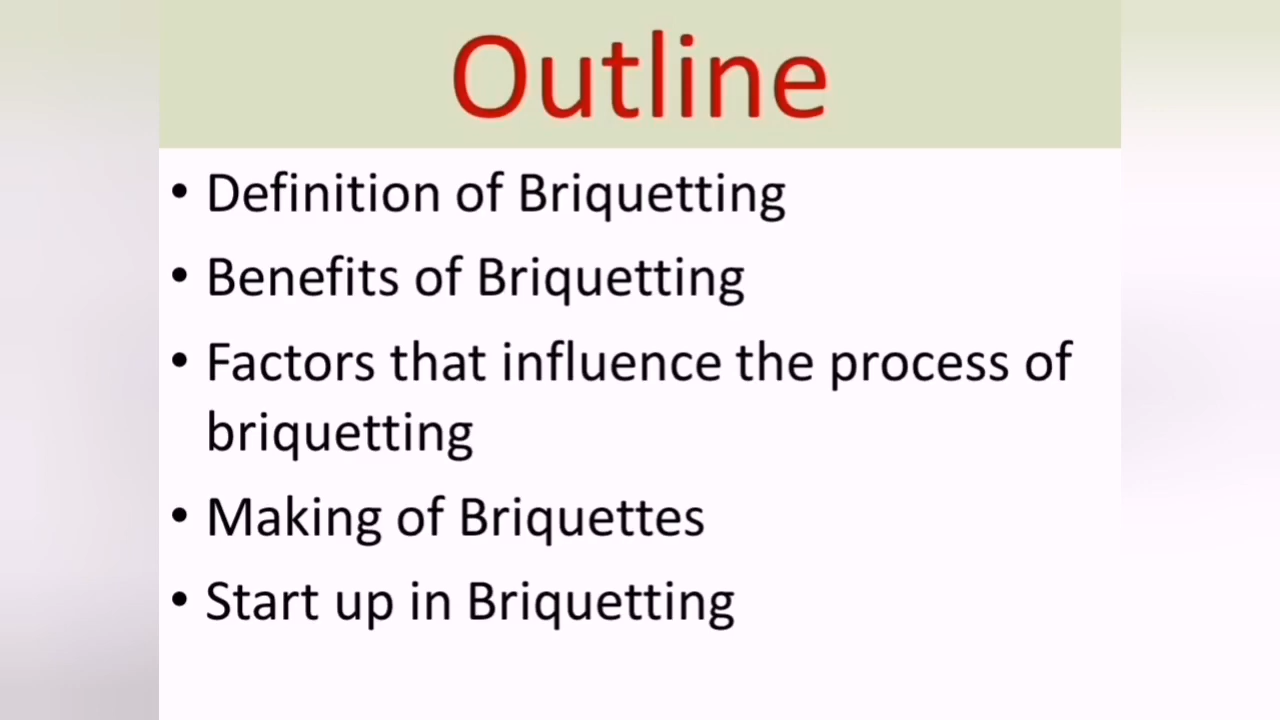 Outline
• Definition of Briquetting
• Benefits of Briquetting
• Factors that influence the process of
briquetting
• Making of Briquettes
• Start up in Briquetting